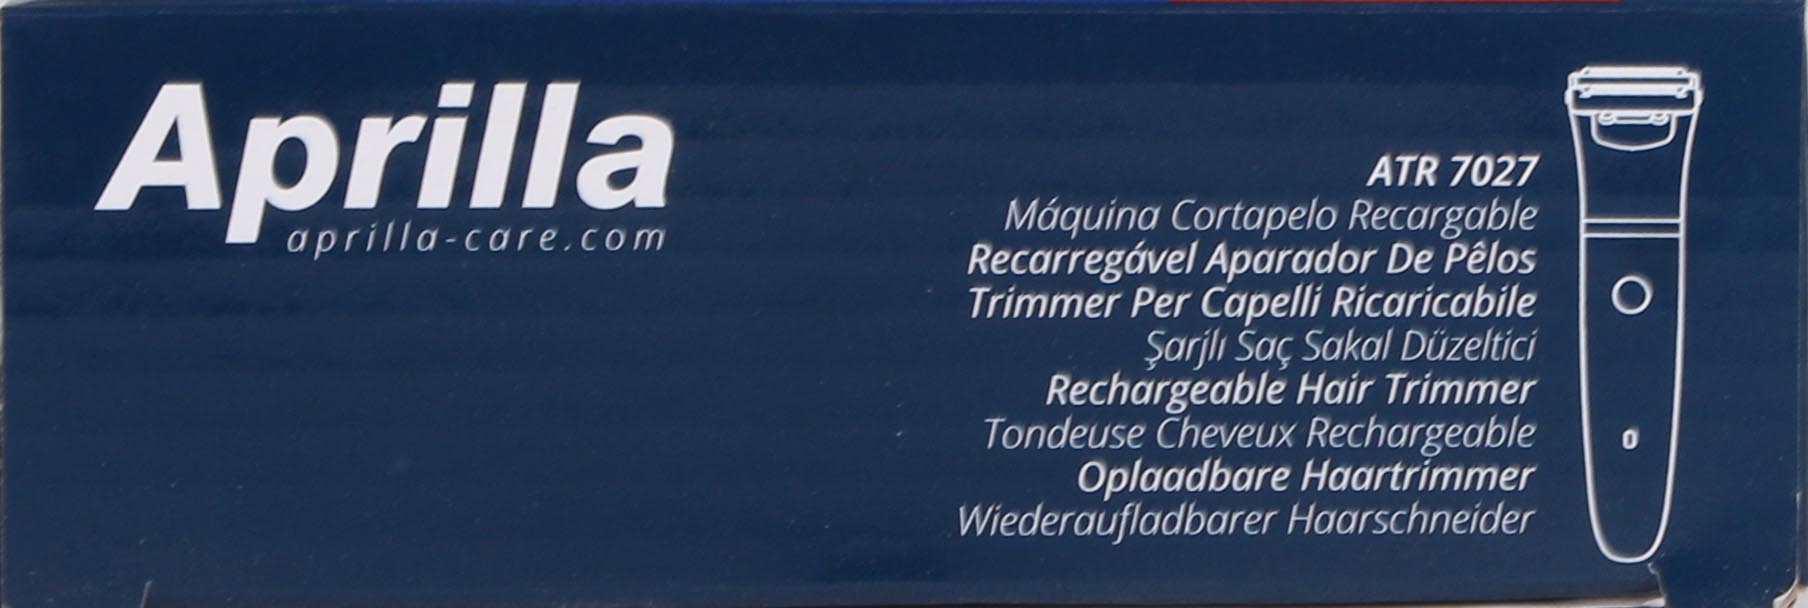 Aprilla
aprilla-care.com
ATR 7027
Máquina Cortapelo Recargable
Recarregável Aparador De Pêlos
Trimmer Per Capelli Ricaricabile
Şarjlı Saç Sakal Düzeltici
Rechargeable Hair Trimmer
Tondeuse Cheveux Rechargeable
Oplaadbare Haartrimmer
Wiederaufladbarer Haarschneider